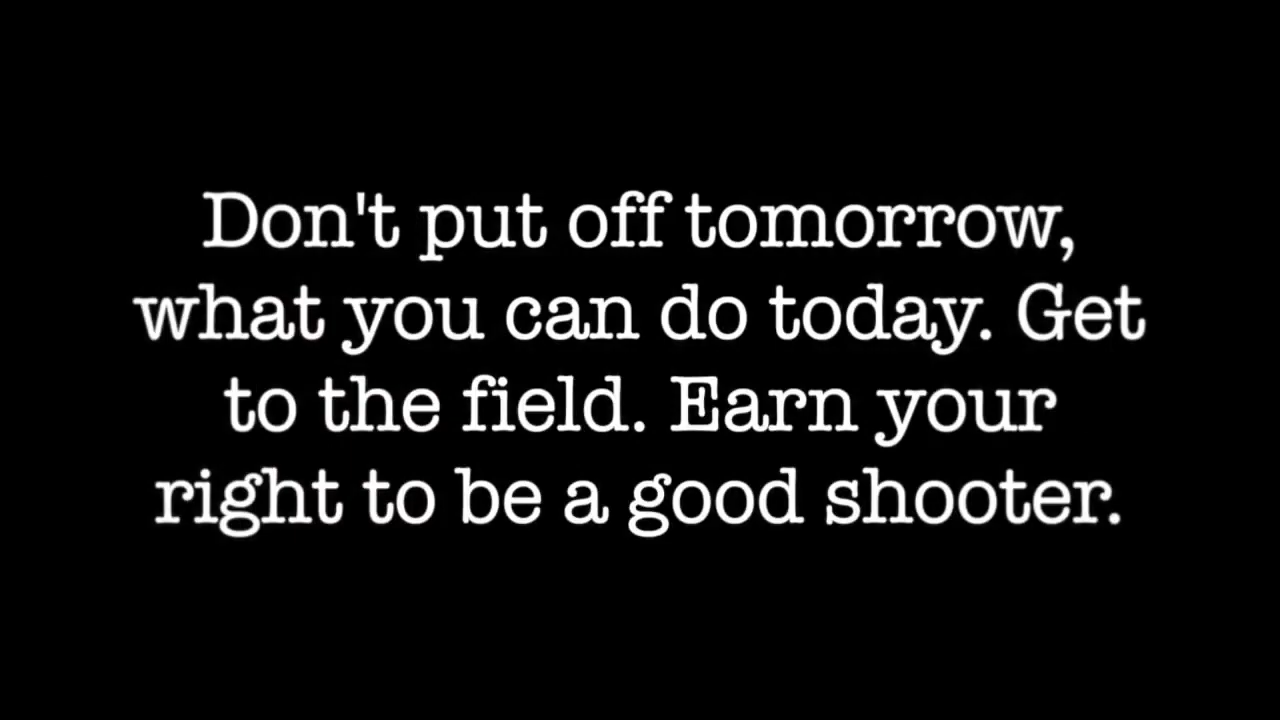 Don't put off tomorrow,
what you can do today. Get
to the field. Earn your
right to be a good shooter.